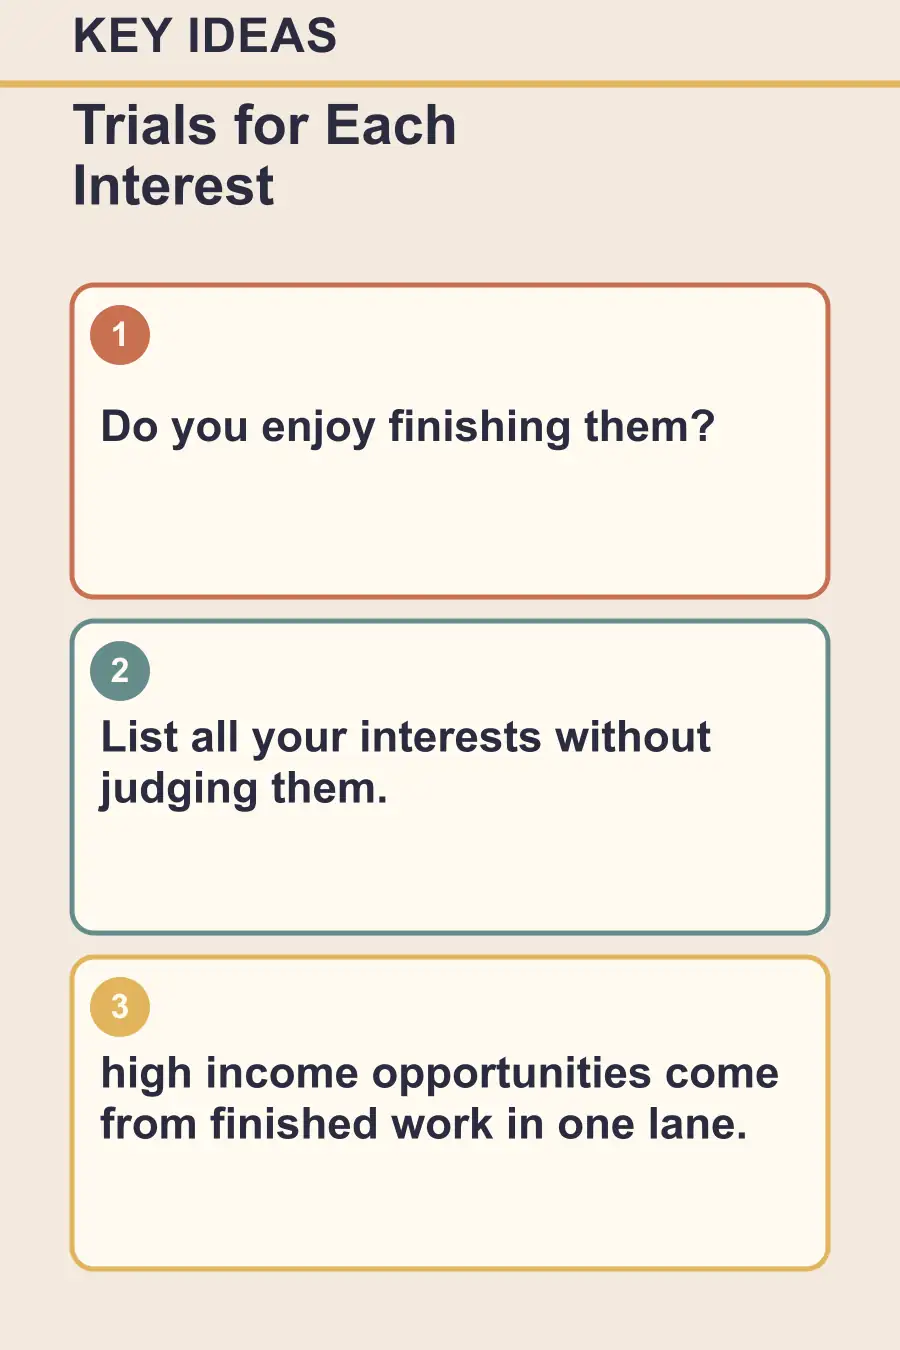 KEY IDEAS
Trials for Each
Interest
1
Do you enjoy finishing them?
2
List all your interests without
judging them.
3
high income opportunities come
from finished work in one lane.